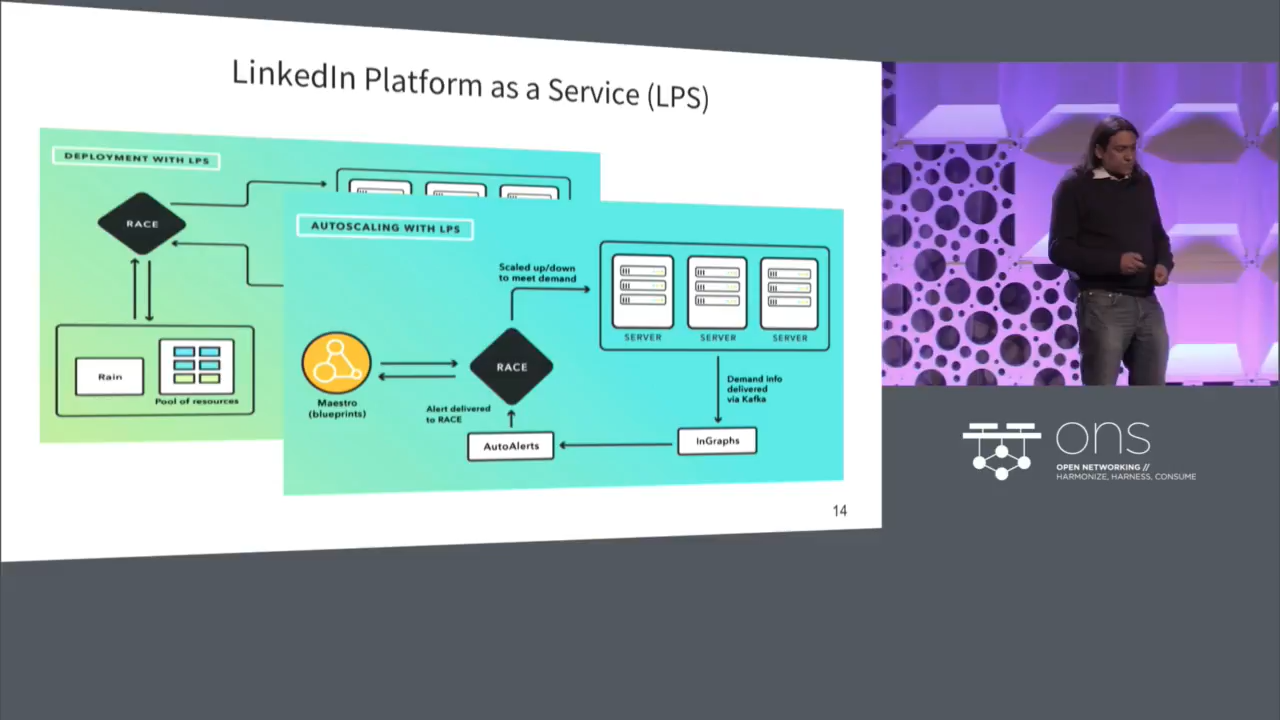 LinkedIn Platform as a Service (LPS)
DEPLOYMENT WITH LPS
RACE
Rain
Pool of resources
AUTOSCALING WITH LPS
Scaled up/down
to meet demand
SERVER
SERVER
SERVER
Maestro
(blueprints)
RACE
Alert delivered
to RACE
Demand info
delivered
via Kafka
AutoAlerts
InGraphs
14
ons
OPEN NETWORKING //
HARMONIZE, HARNESS, CONSUME